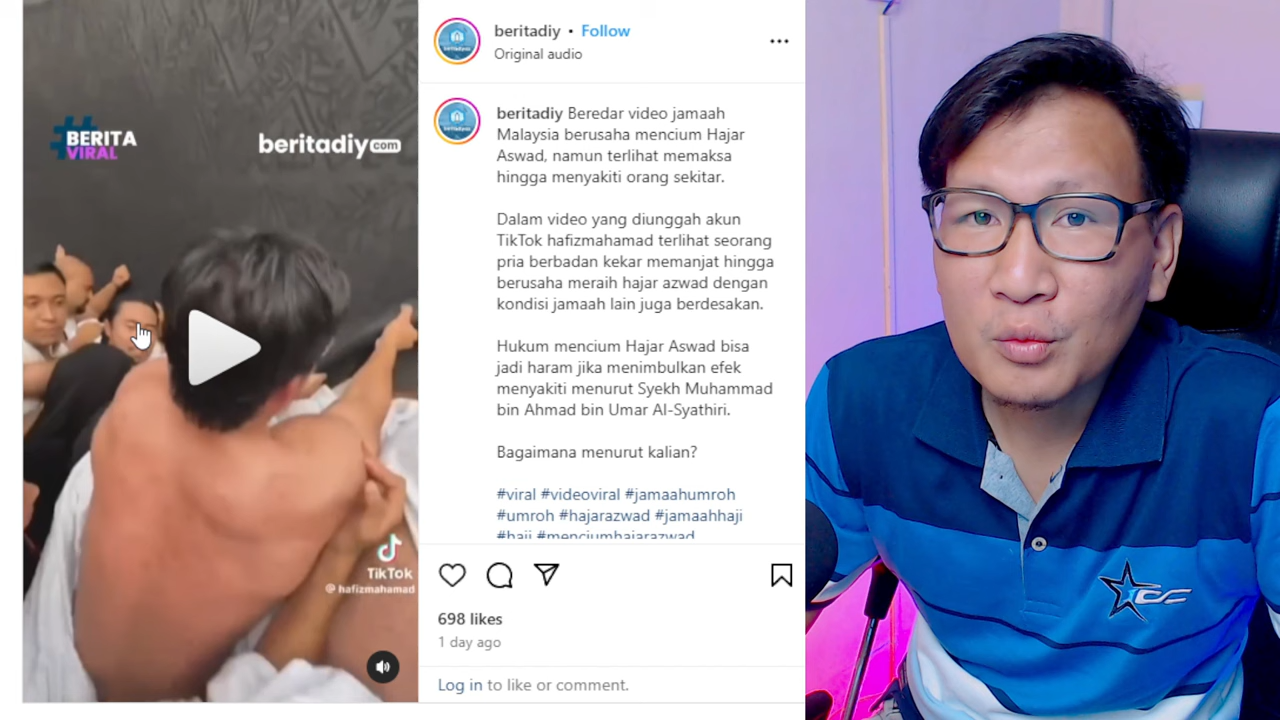 #BERITA
VIRAL
beritadiy.com
TikTok
@ hafizmahamad
beritadiy • Follow
Original audio
beritadiy Beredar video jamaah
Malaysia berusaha mencium Hajar
Aswad, namun terlihat memaksa
hingga menyakiti orang sekitar.
Dalam video yang diunggah akun
TikTok hafizmahamad terlihat seorang
pria berbadan kekar memanjat hingga
berusaha meraih hajar azwad dengan
kondisi jamaah lain juga berdesakan.
Hukum mencium Hajar Aswad bisa
jadi haram jika menimbulkan efek
menyakiti menurut Syekh Muhammad
bin Ahmad bin Umar Al-Syathiri.
Bagaimana menurut kalian?
#viral #videoviral #jamaahumroh
#umroh #hajarazwad #jamaahhaji
#haji #menciumhajarazwad
698 likes
1 day ago
Log in to like or comment.